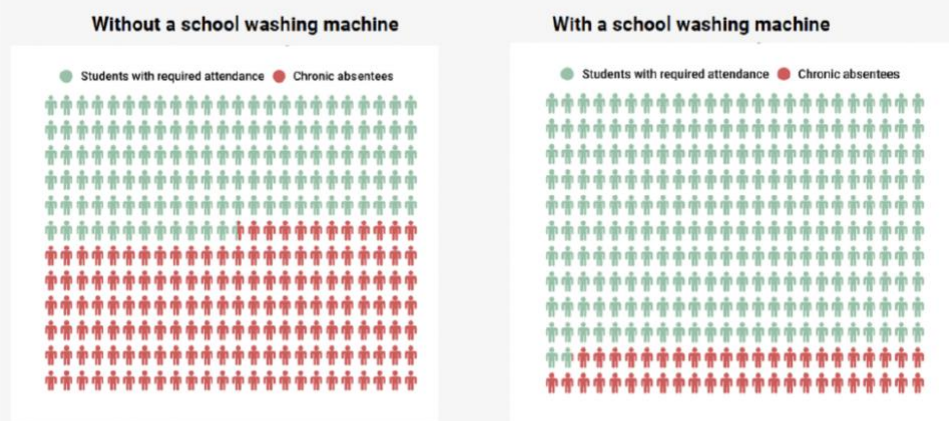 Without a school washing machine
Students with required attendance Chronic absentees
With a school washing machine
Students with required attendance Chronic absentees